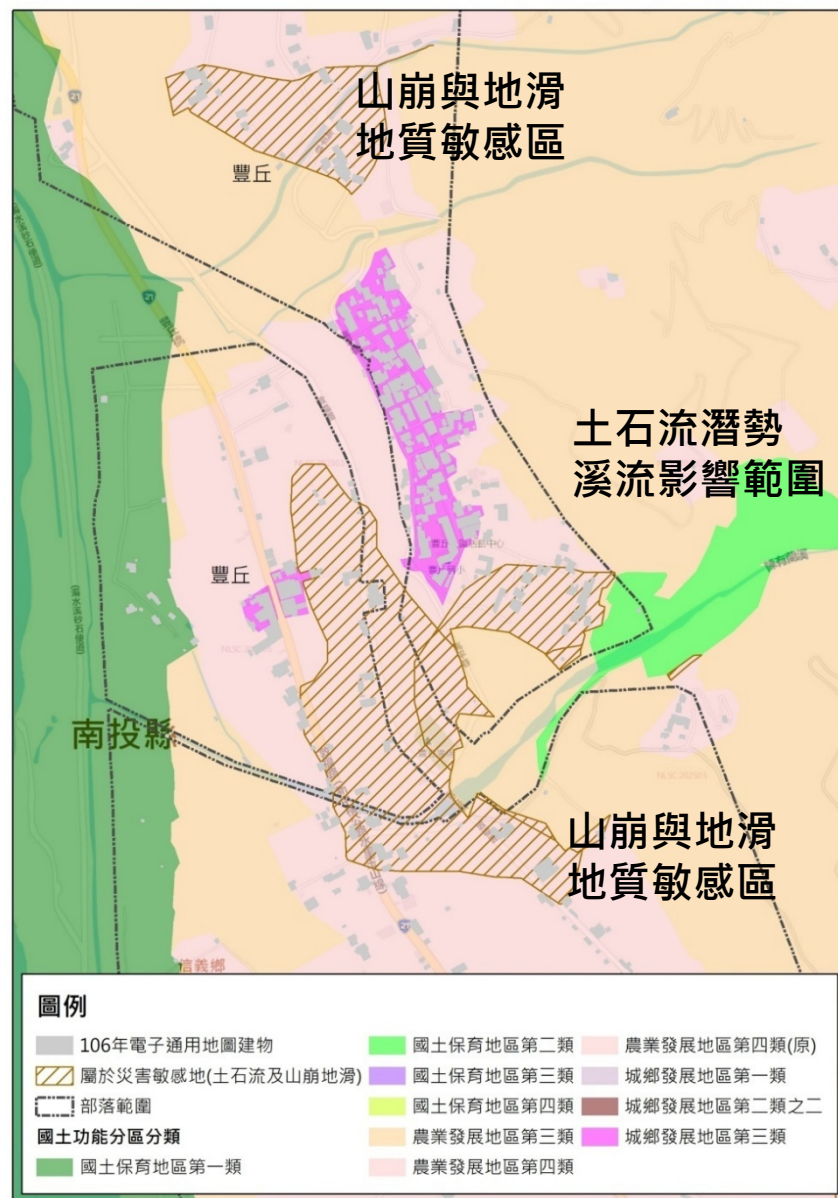 山崩與地滑
地質敏感區
21
豐丘
21
土石流潛勢
溪流影響範圍
豐丘
南投縣
山崩與地滑
地質敏感區
21
信義鄉
圖例
106年電子通用地圖建物
屬於災害敏感地(土石流及山崩地滑)
部落範圍
國土功能分區分類
國土保育地區第一類
國土保育地區第二類
國土保育地區第三類
國土保育地區第四類
農業發展地區第三類
農業發展地區第四類
農業發展地區第四類(原)
城鄉發展地區第一類
城鄉發展地區第二類之二
城鄉發展地區第三類